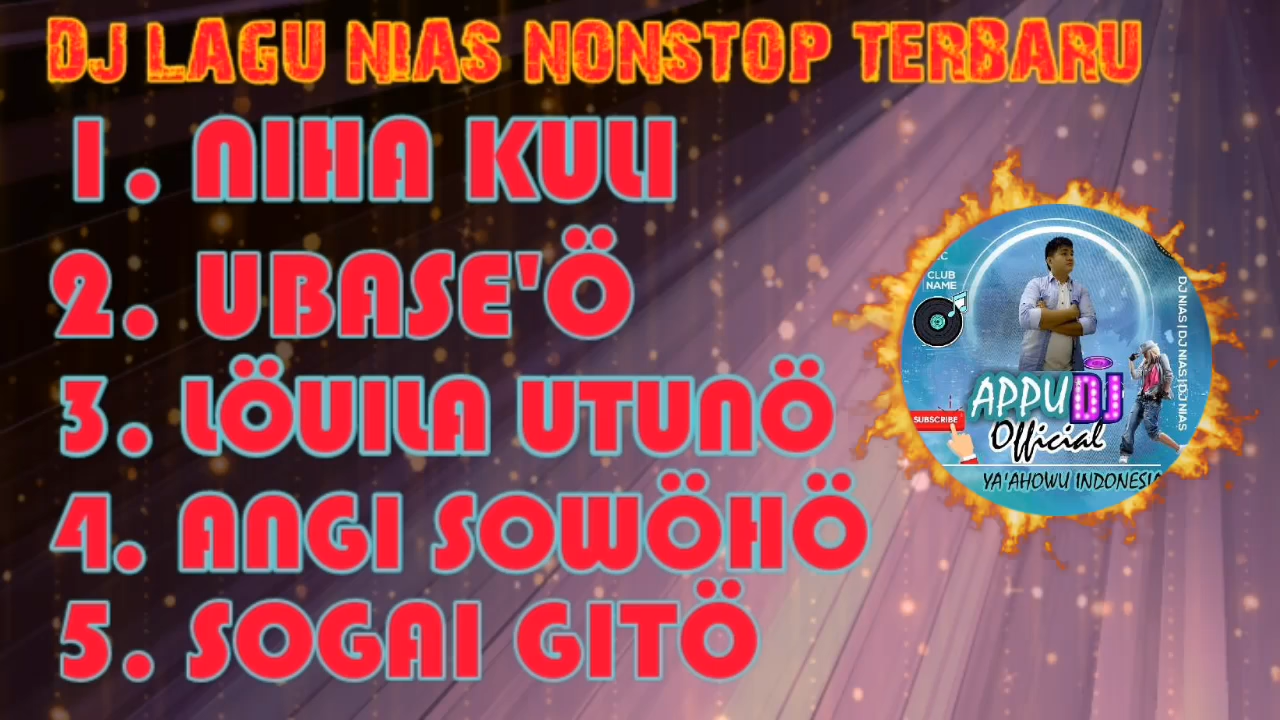 DJ LAGU NIAS NONSTOP TERBARU
1. NIHA KULI
2. UBASE'Ö
3. LÖUILA UTUNÖ
4. ANGI SOWÖHÖ
5. SOGAI GITÖ
CLUB
NAME
DJ NIAS | DJ NIAS | DJ NIAS
SUBSCRIBE
APPU DJ
Official
YA'AHOWU INDONESIA